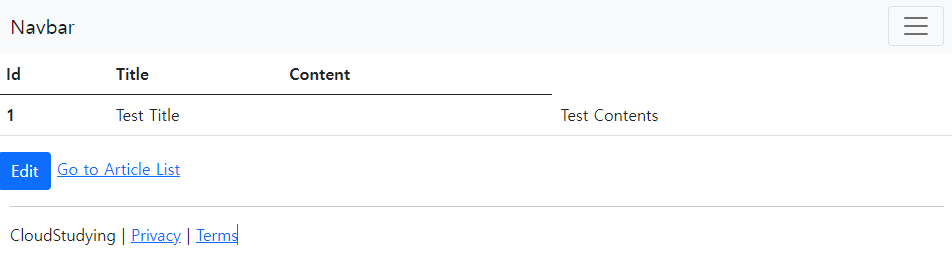 Navbar
Id Title Content
1 Test Title Test Contents
Edit Go to Article List
CloudStudying | Privacy | Terms